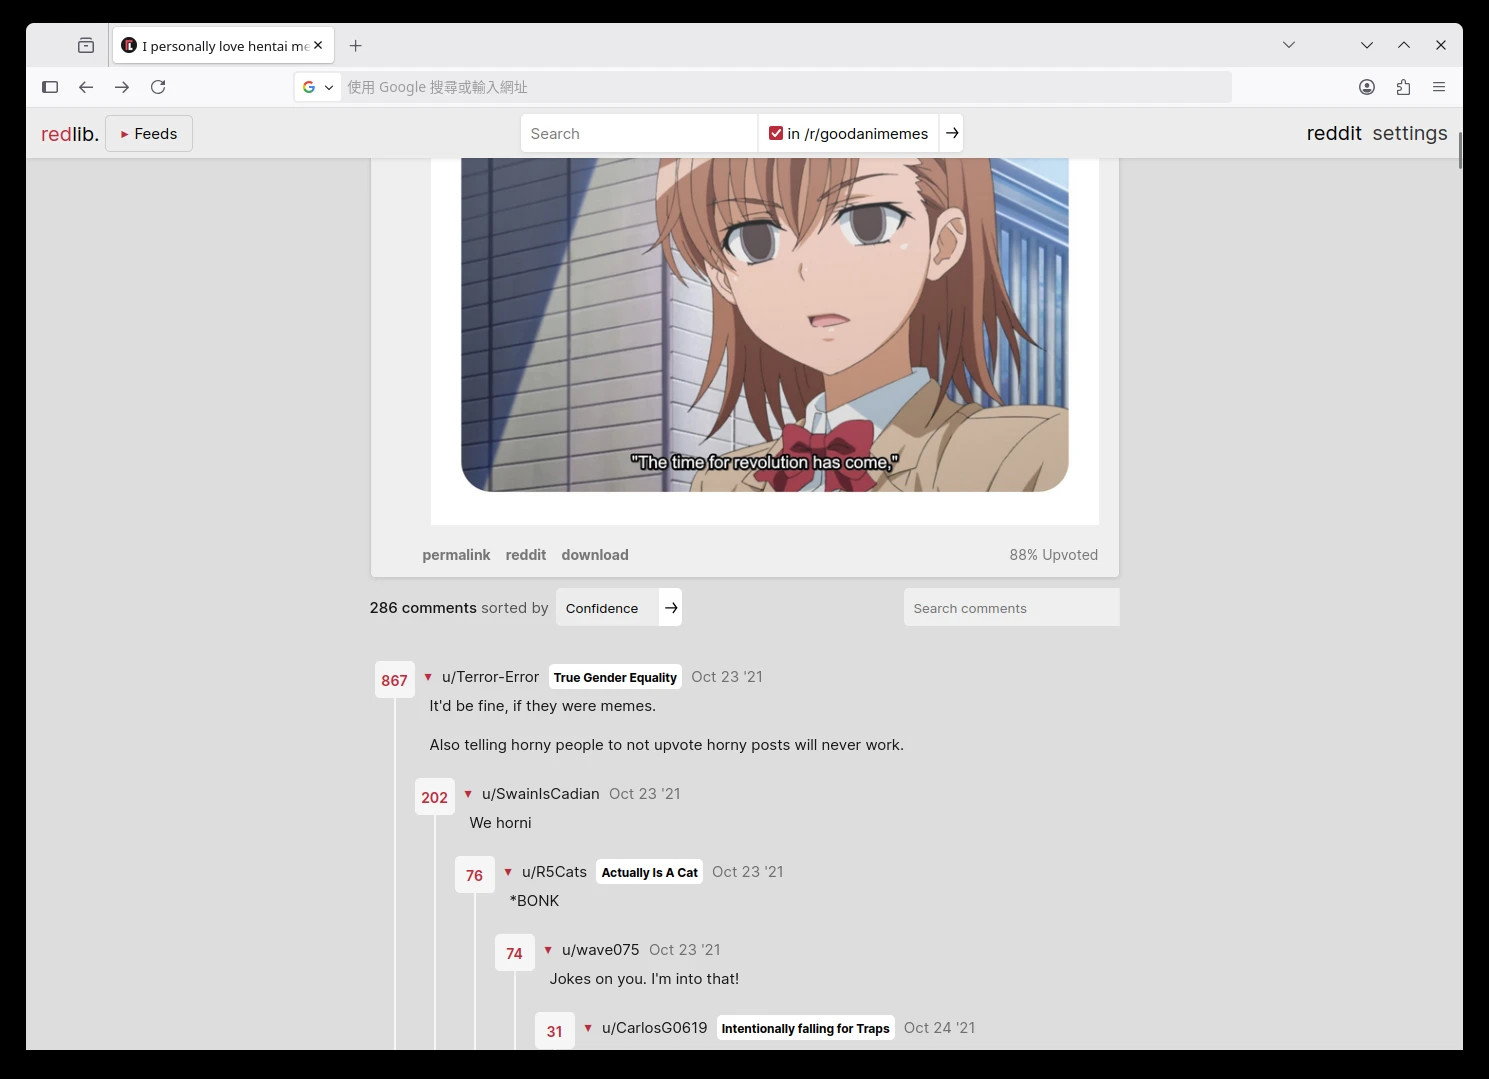 I personally love hentai me
使用 Google 搜尋或輸入網址
redlib. Feeds Search in /r/goodanimemes reddit settings
"The time for revolution has come,"
permalink reddit download 88% Upvoted
286 comments sorted by Confidence Search comments
867 u/Terror-Error True Gender Equality Oct 23 '21
It'd be fine, if they were memes.
Also telling horny people to not upvote horny posts will never work.
202 u/SwainIsCadian Oct 23 '21
We horni
76 u/R5Cats Actually Is A Cat Oct 23 '21
*BONK
74 u/wave075 Oct 23 '21
Jokes on you. I'm into that!
31 u/CarlosG0619 Intentionally falling for Traps Oct 24 '21